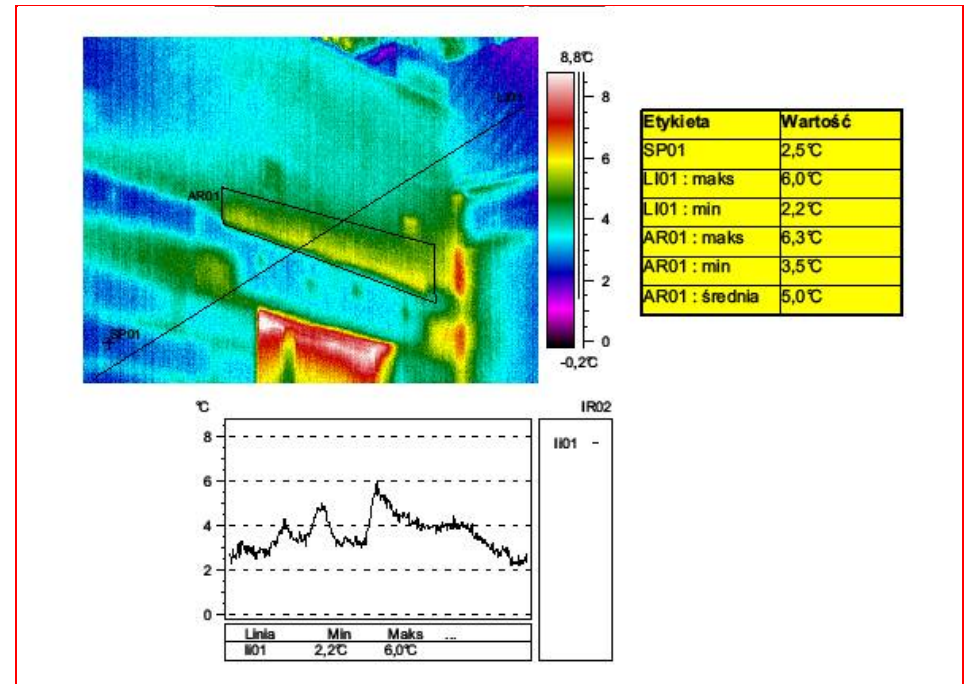 8,8°C
LI01
8
Etykieta Wartość
SP01 2,5°C
6
LI01 : maks 6,0°C
AR01
LI01 : min 2,2°C
4
AR01 : maks 6,3°C
AR01 : min 3,5°C
2
AR01 : średnia 5,0°C
SP01
0
-0,2°C
°C IR02
8
li01 -
6
4
2
0
Linia Min Maks ...
li01 2,2°C 6,0°C